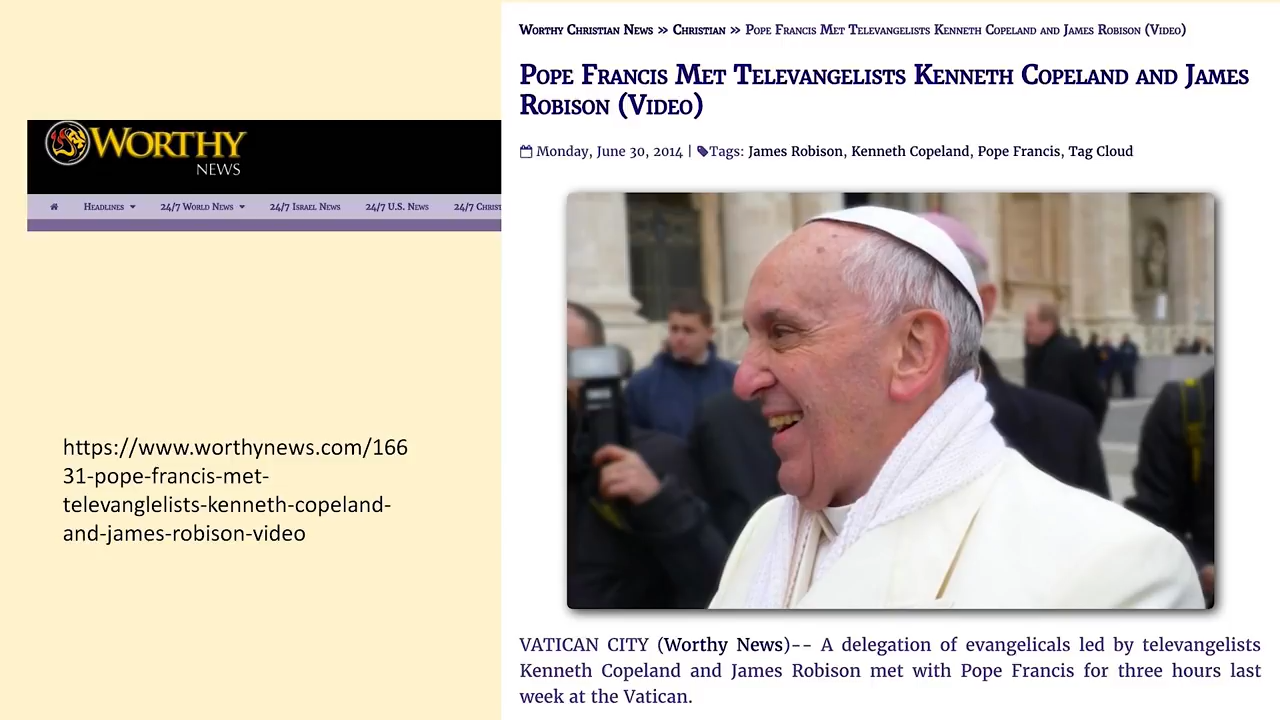 WORTHY CHRISTIAN NEWS » CHRISTIAN » POPE FRANCIS MET TELEVANGELISTS KENNETH COPELAND AND JAMES ROBISON (VIDEO)
POPE FRANCIS MET TELEVANGELISTS KENNETH COPELAND AND JAMES
ROBISON (VIDEO)
Monday, June 30, 2014 | Tags: James Robison, Kenneth Copeland, Pope Francis, Tag Cloud
WORTHY
NEWS
HEADLINES 24/7 WORLD NEWS 24/7 ISRAEL NEWS 24/7 U.S. NEWS 24/7 CHRIST
https://www.worthynews.com/166
31-pope-francis-met-
televanglelists-kenneth-copeland-
and-james-robison-video
VATICAN CITY (Worthy News)-- A delegation of evangelicals led by televangelists
Kenneth Copeland and James Robison met with Pope Francis for three hours last
week at the Vatican.